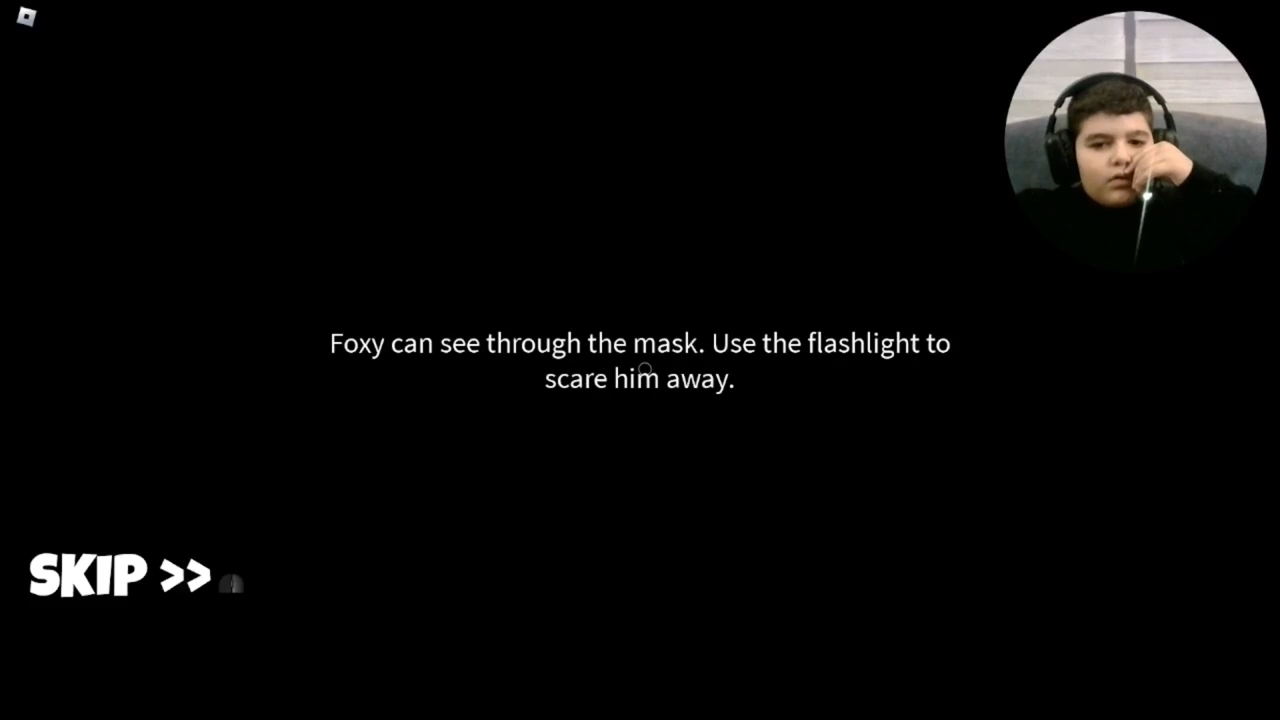 Foxy can see through the mask. Use the flashlight to
scare him away.
SKIP >>